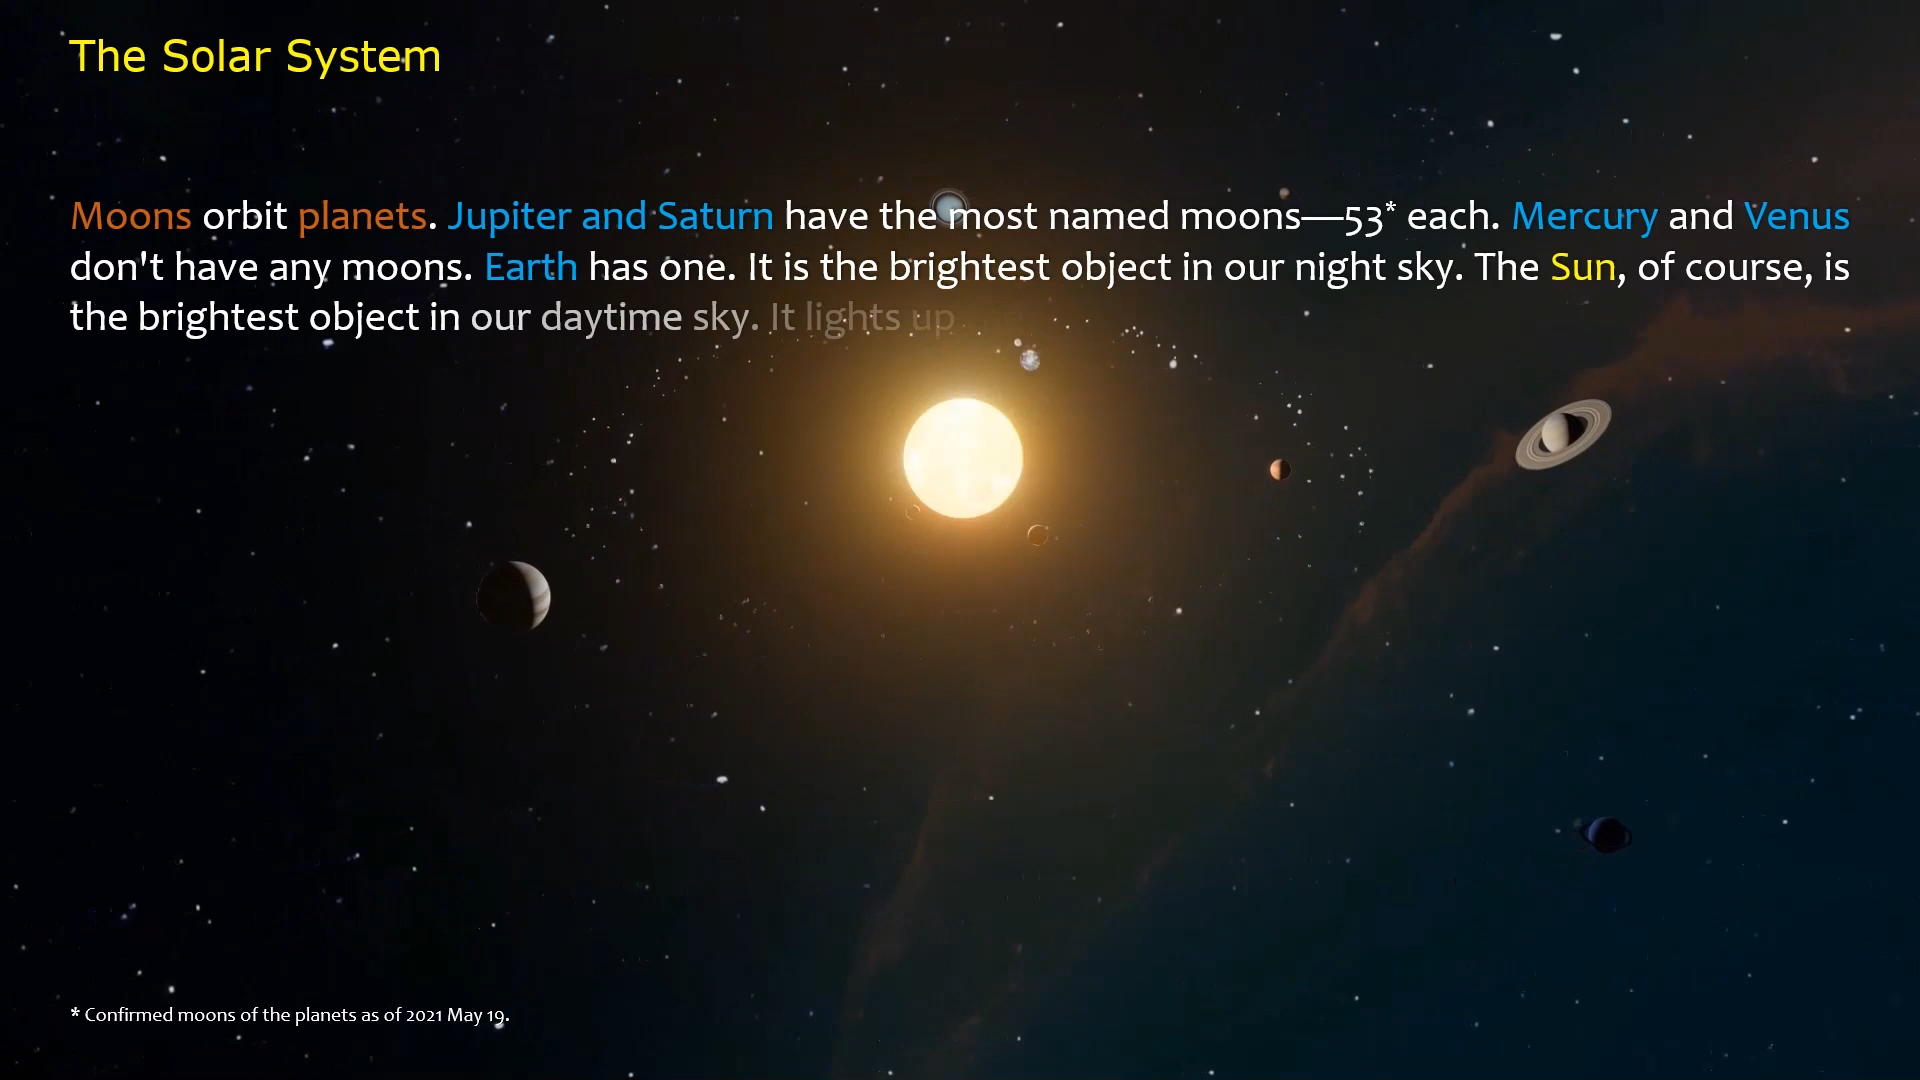 The Solar System
Moons orbit planets. Jupiter and Saturn have the most named moons—53* each. Mercury and Venus
don't have any moons. Earth has one. It is the brightest object in our night sky. The Sun, of course, is
the brightest object in our daytime sky. It lights up
* Confirmed moons of the planets as of 2021 May 19.